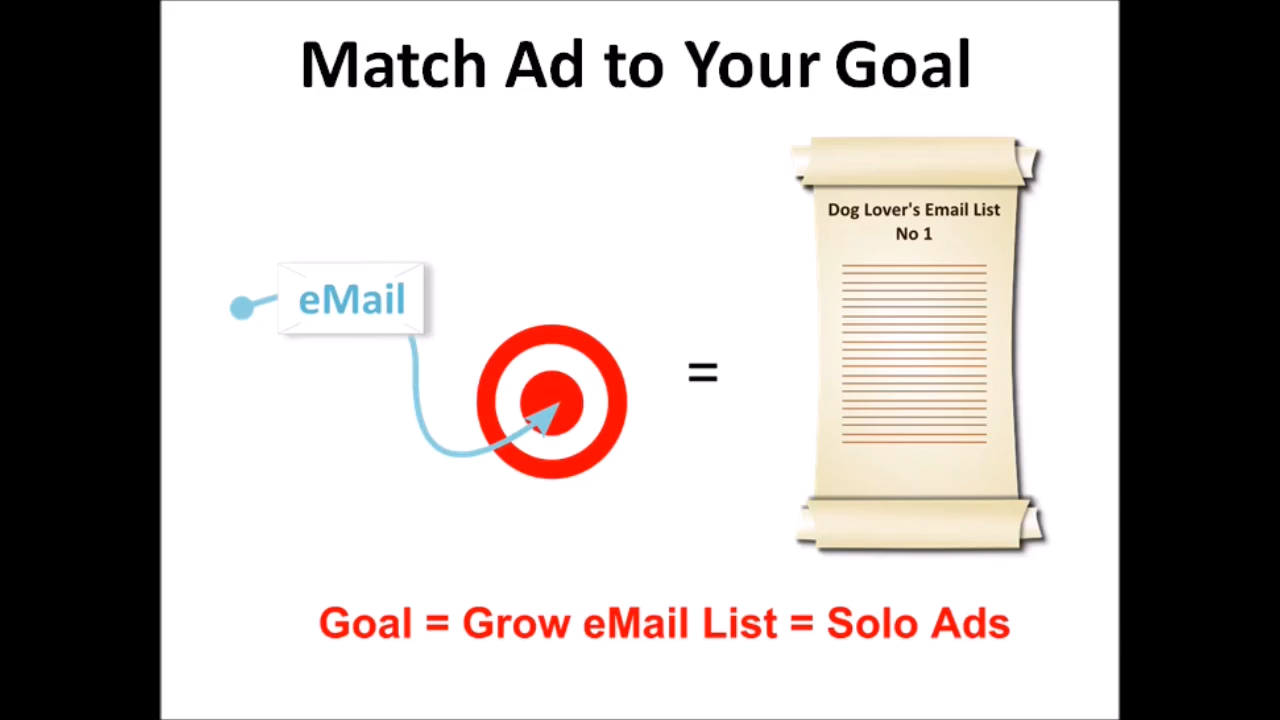 Match Ad to Your Goal
Dog Lover's Email List
No 1
eMail
=
Goal = Grow eMail List = Solo Ads